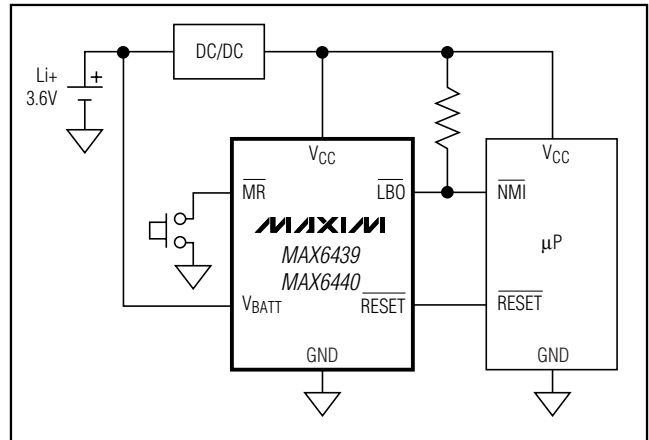 DC/DC
Li+
3.6V
+
VCC
VCC
MR
LBO
NMI
MAXIM
MAX6439
MAX6440
µP
VBATT
RESET
RESET
GND
GND